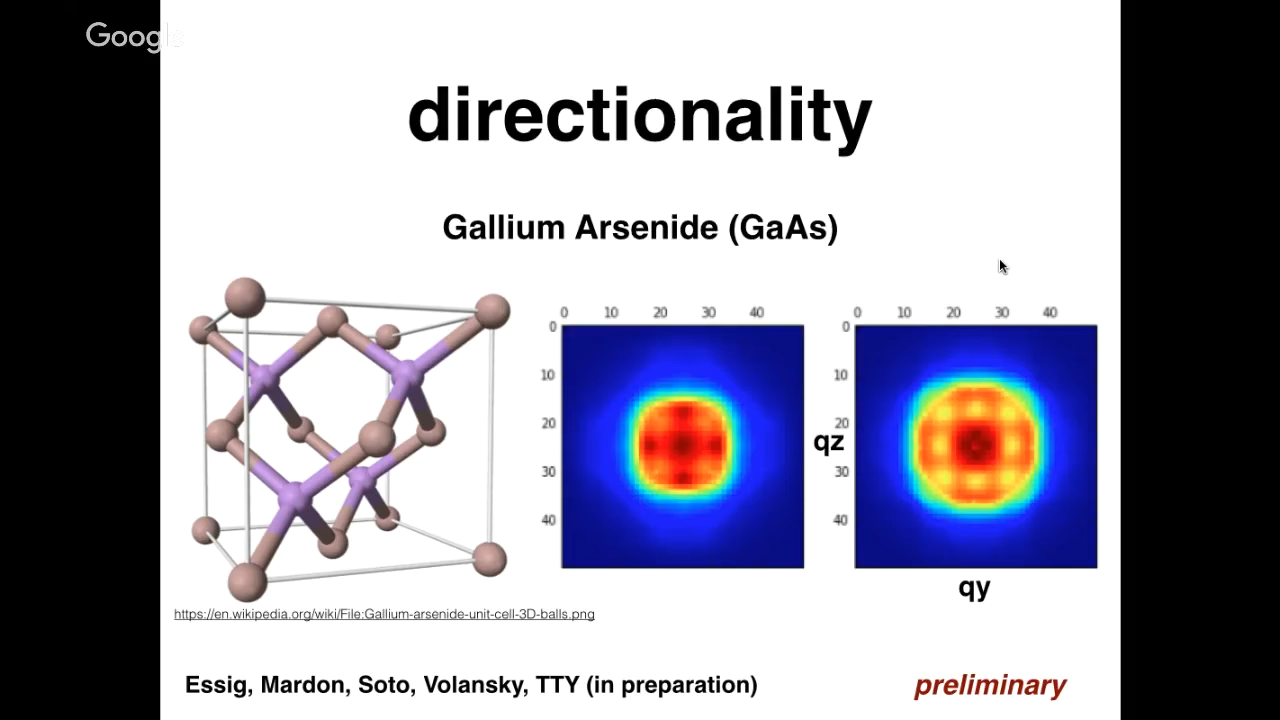 Google
directionality
Gallium Arsenide (GaAs)
0 10 20 30 40
0
10
20
30
40
qz
0 10 20 30 40
0
10
20
30
40
qy
https://en.wikipedia.org/wiki/File:Gallium-arsenide-unit-cell-3D-balls.png
Essig, Mardon, Soto, Volansky, TTY (in preparation)
preliminary